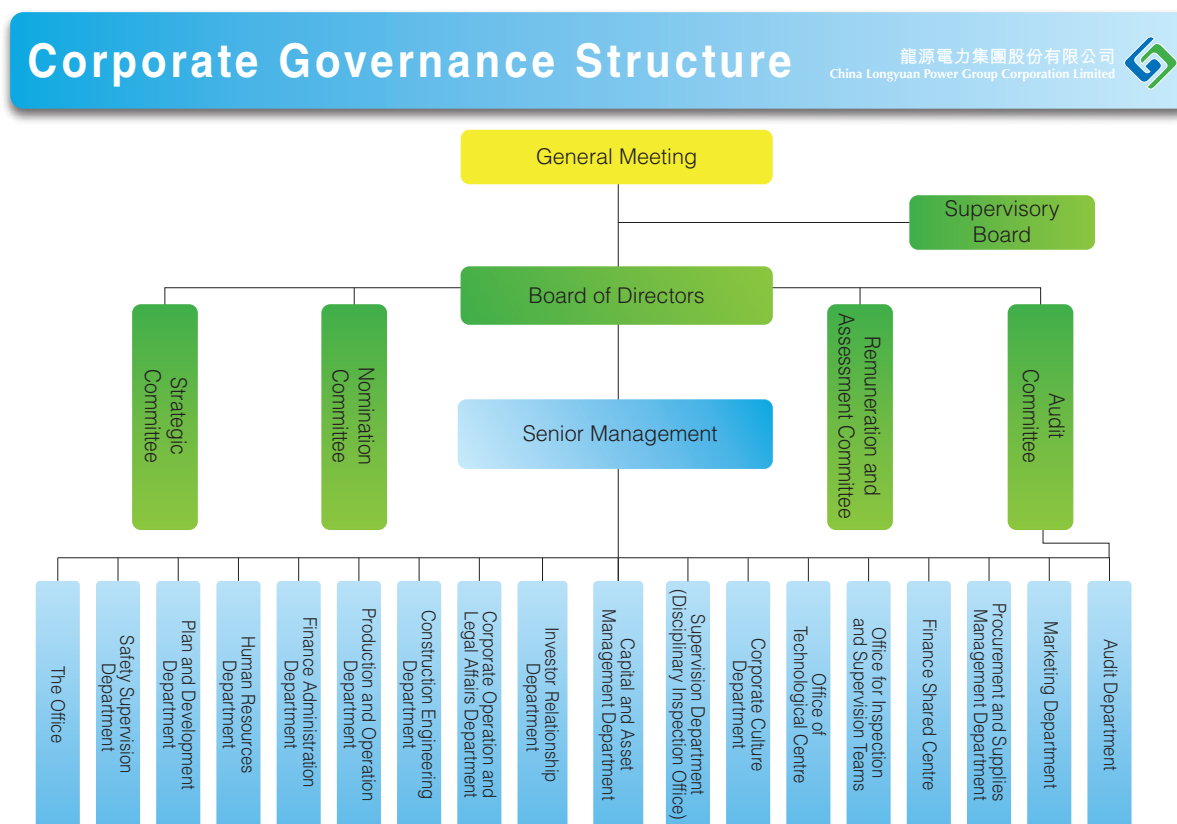 Corporate Governance Structure
龍源電力集團股份有限公司
China Longyuan Power Group Corporation Limited
General Meeting
Supervisory
Board
Board of Directors
Strategic
Committee
Nomination
Committee
Remuneration and
Assessment Committee
Audit
Committee
Senior Management
The Office
Safety Supervision
Department
Plan and Development
Department
Human Resources
Department
Finance Administration
Department
Production and Operation
Department
Construction Engineering
Department
Corporate Operation and
Legal Affairs Department
Investor Relationship
Department
Capital and Asset
Management Department
Supervision Department
(Disciplinary Inspection Office)
Corporate Culture
Department
Office of
Technological Centre
Office for Inspection
and Supervision Teams
Finance Shared Centre
Procurement and Supplies
Management Department
Marketing Department
Audit Department